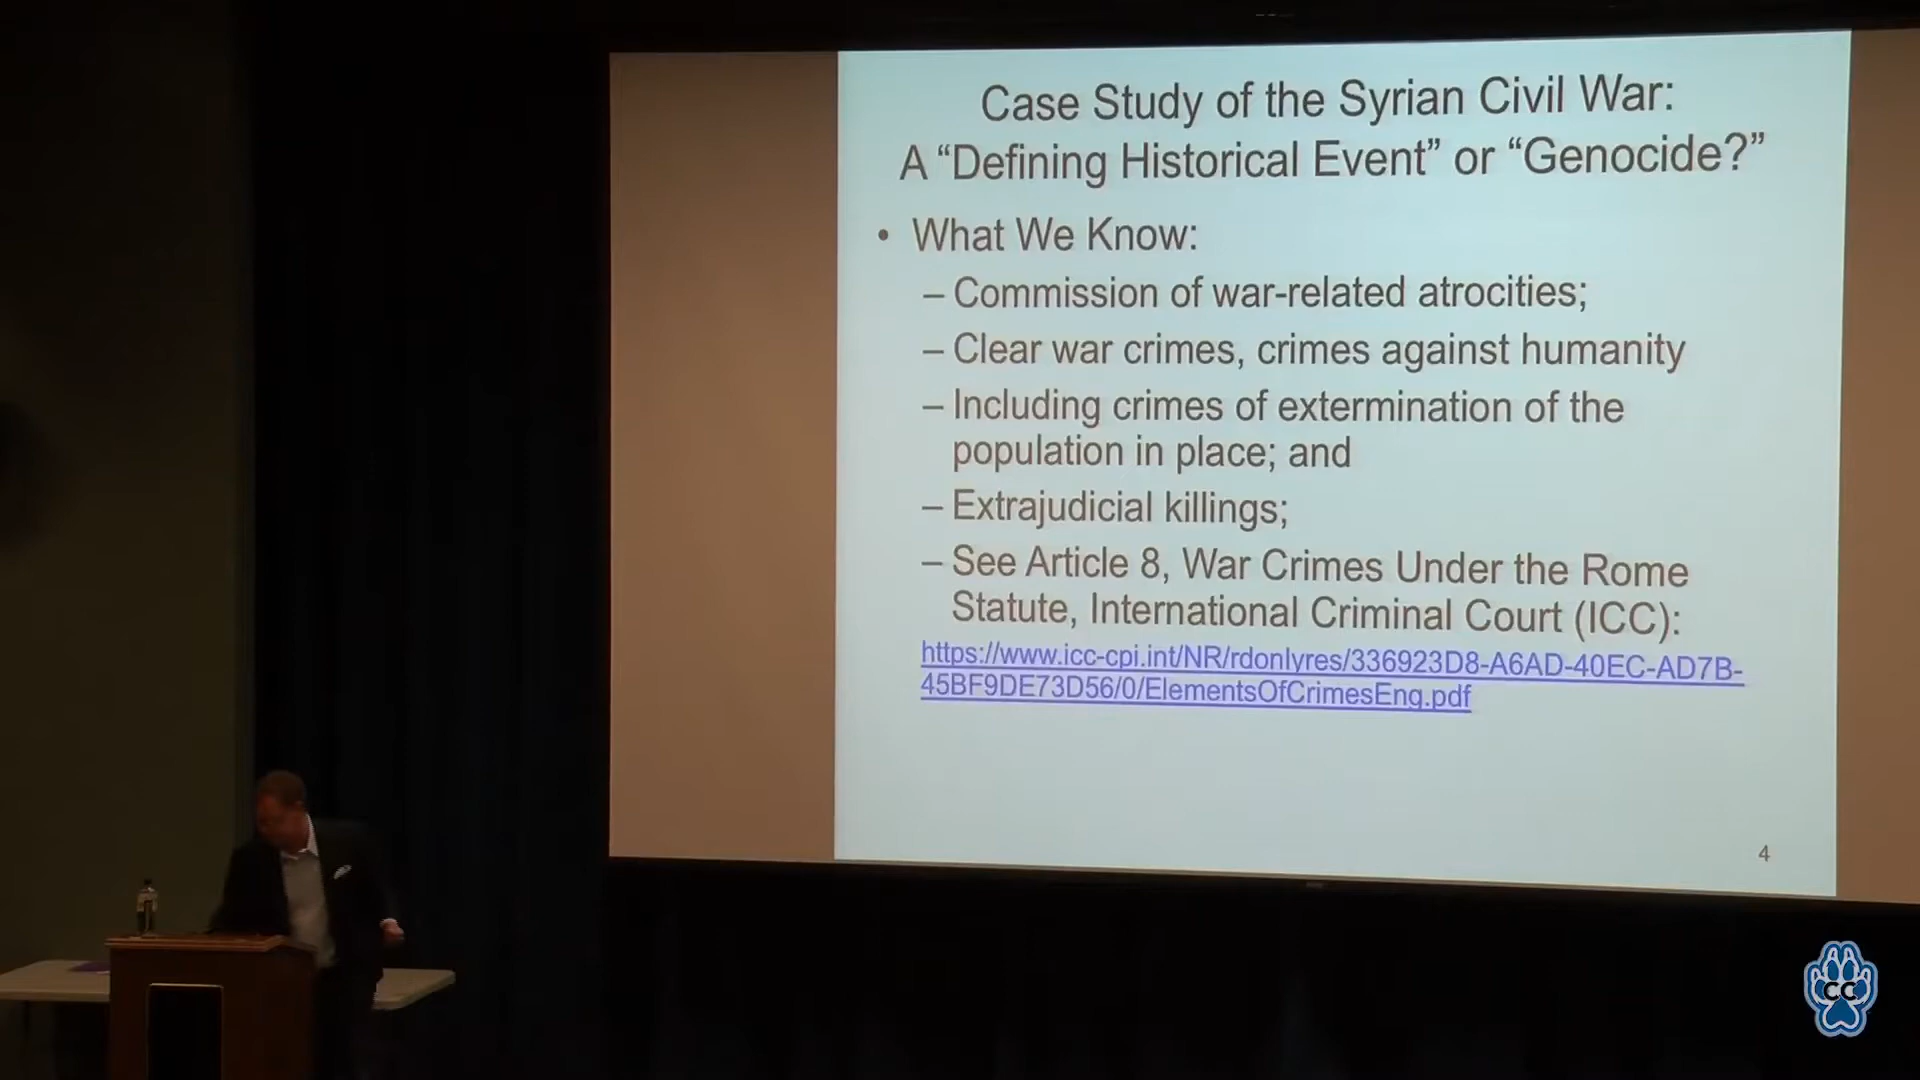 Case Study of the Syrian Civil War:
A “Defining Historical Event” or “Genocide?”
• What We Know:
– Commission of war-related atrocities;
– Clear war crimes, crimes against humanity
– Including crimes of extermination of the
population in place; and
– Extrajudicial killings;
– See Article 8, War Crimes Under the Rome
Statute, International Criminal Court (ICC):
https://www.icc-cpi.int/NR/rdonlyres/336923D8-A6AD-40EC-AD7B-
45BF9DE73D56/0/ElementsOfCrimesEng.pdf
4
CC